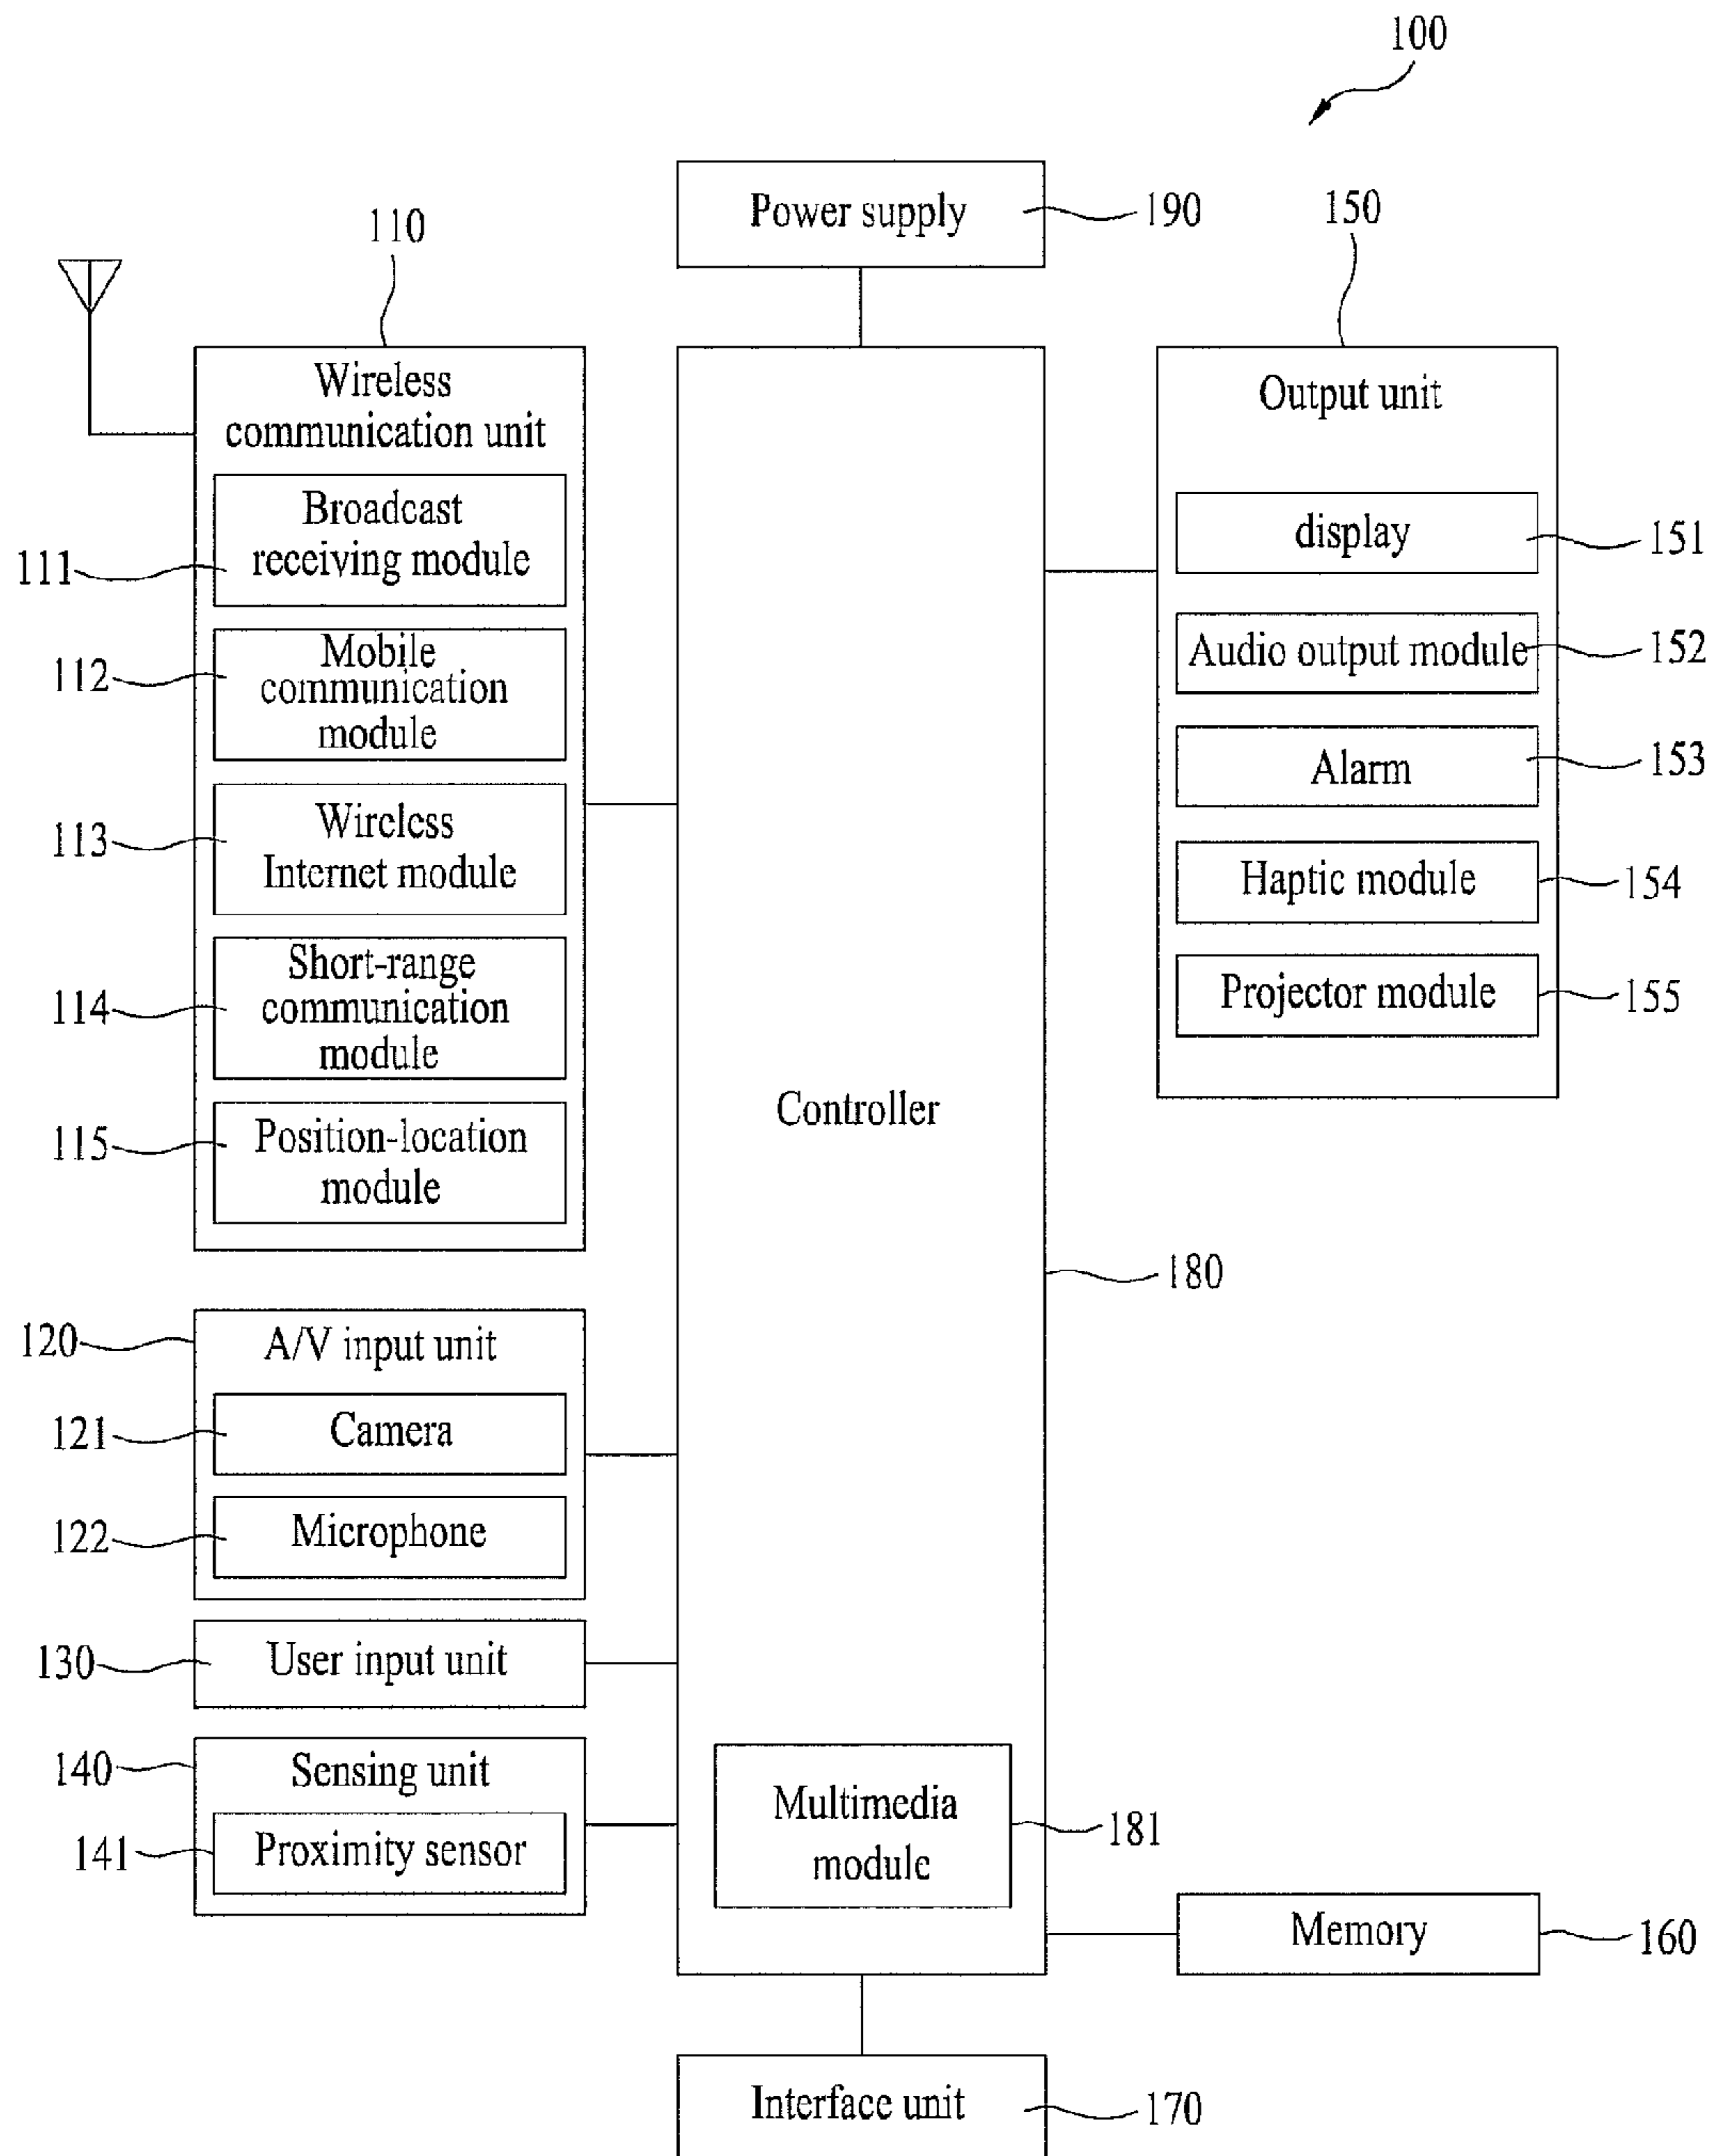 100
Power supply
190
150
110
Wireless
communication unit
Broadcast
receiving module
111
Mobile
communication
module
112
Wireless
Internet module
113
Short-range
communication
module
114
Position-location
module
115
Output unit
display
151
Audio output module
152
Alarm
153
Haptic module
154
Projector module
155
Controller
180
120
A/V input unit
121
Camera
122
Microphone
130
User input unit
140
Sensing unit
141
Proximity sensor
Multimedia
module
181
Memory
160
Interface unit
170